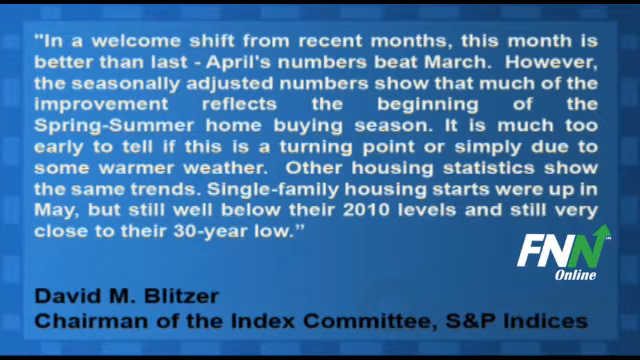 "In a welcome shift from recent months, this month is
better than last - April's numbers beat March. However,
the seasonally adjusted numbers show that much of the
improvement reflects the beginning of the
Spring-Summer home buying season. It is much too
early to tell if this is a turning point or simply due to
some warmer weather. Other housing statistics show
the same trends. Single-family housing starts were up in
May, but still well below their 2010 levels and still very
close to their 30-year low.”
FNN
Online
David M. Blitzer
Chairman of the Index Committee, S&P Indices